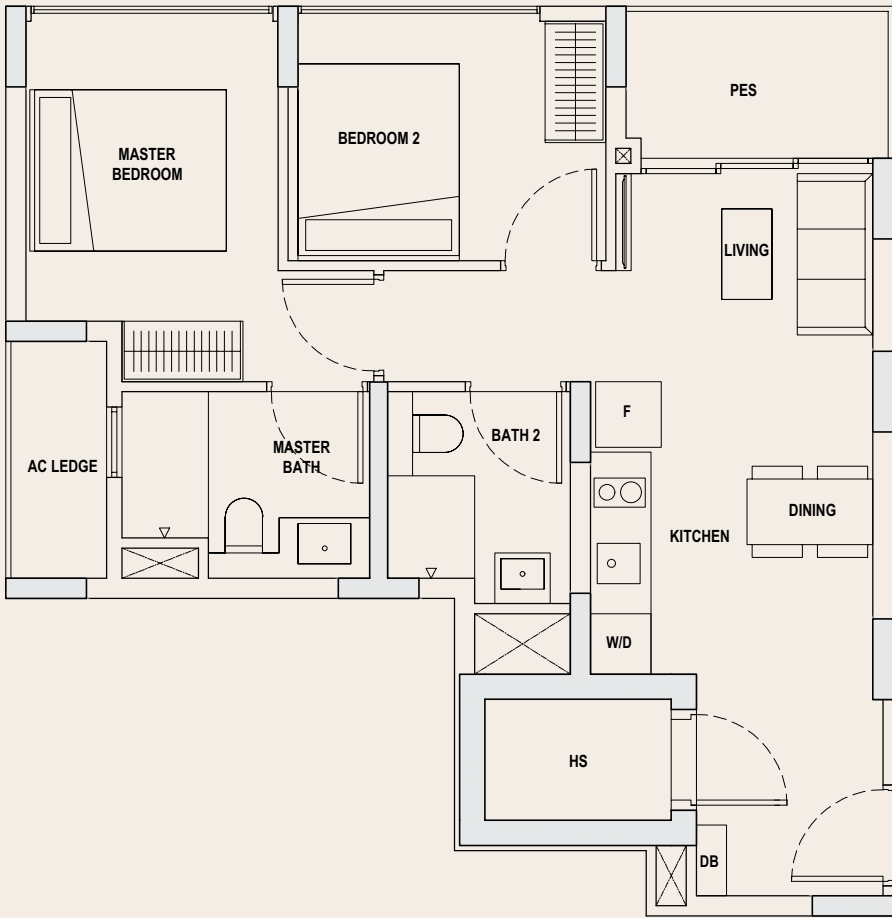 PES
MASTER
BEDROOM
BEDROOM 2
LIVING
F
AC LEDGE
MASTER
BATH
BATH 2
DINING
KITCHEN
W/D
HS
DB